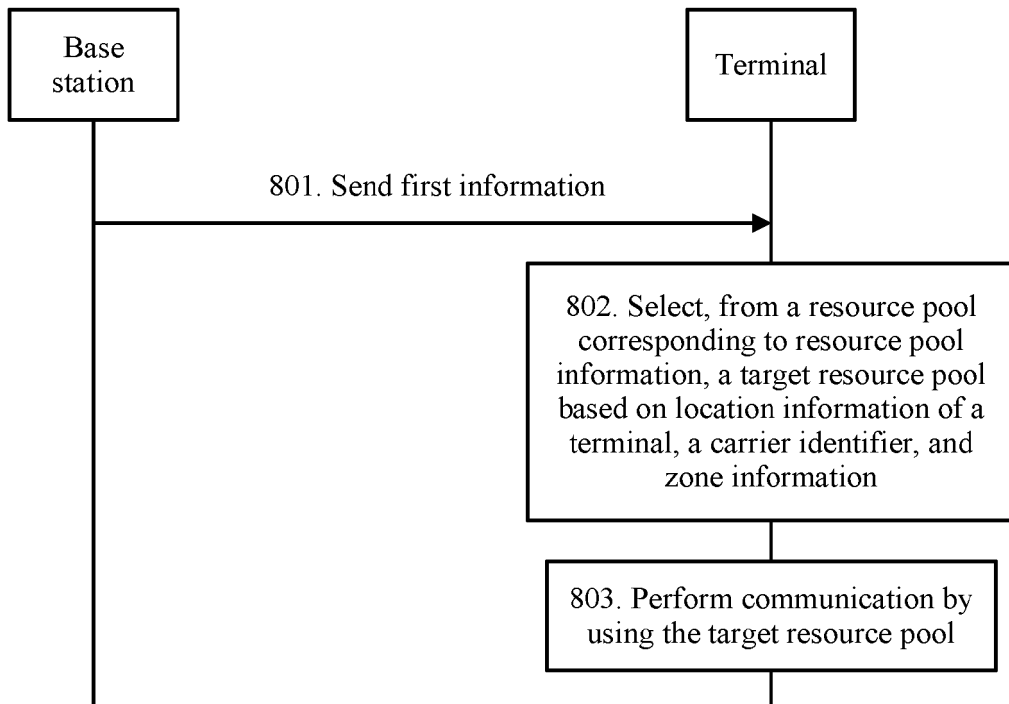 Base
station
Terminal
801. Send first information
802. Select, from a resource pool
corresponding to resource pool
information, a target resource pool
based on location information of a
terminal, a carrier identifier, and
zone information
803. Perform communication by
using the target resource pool